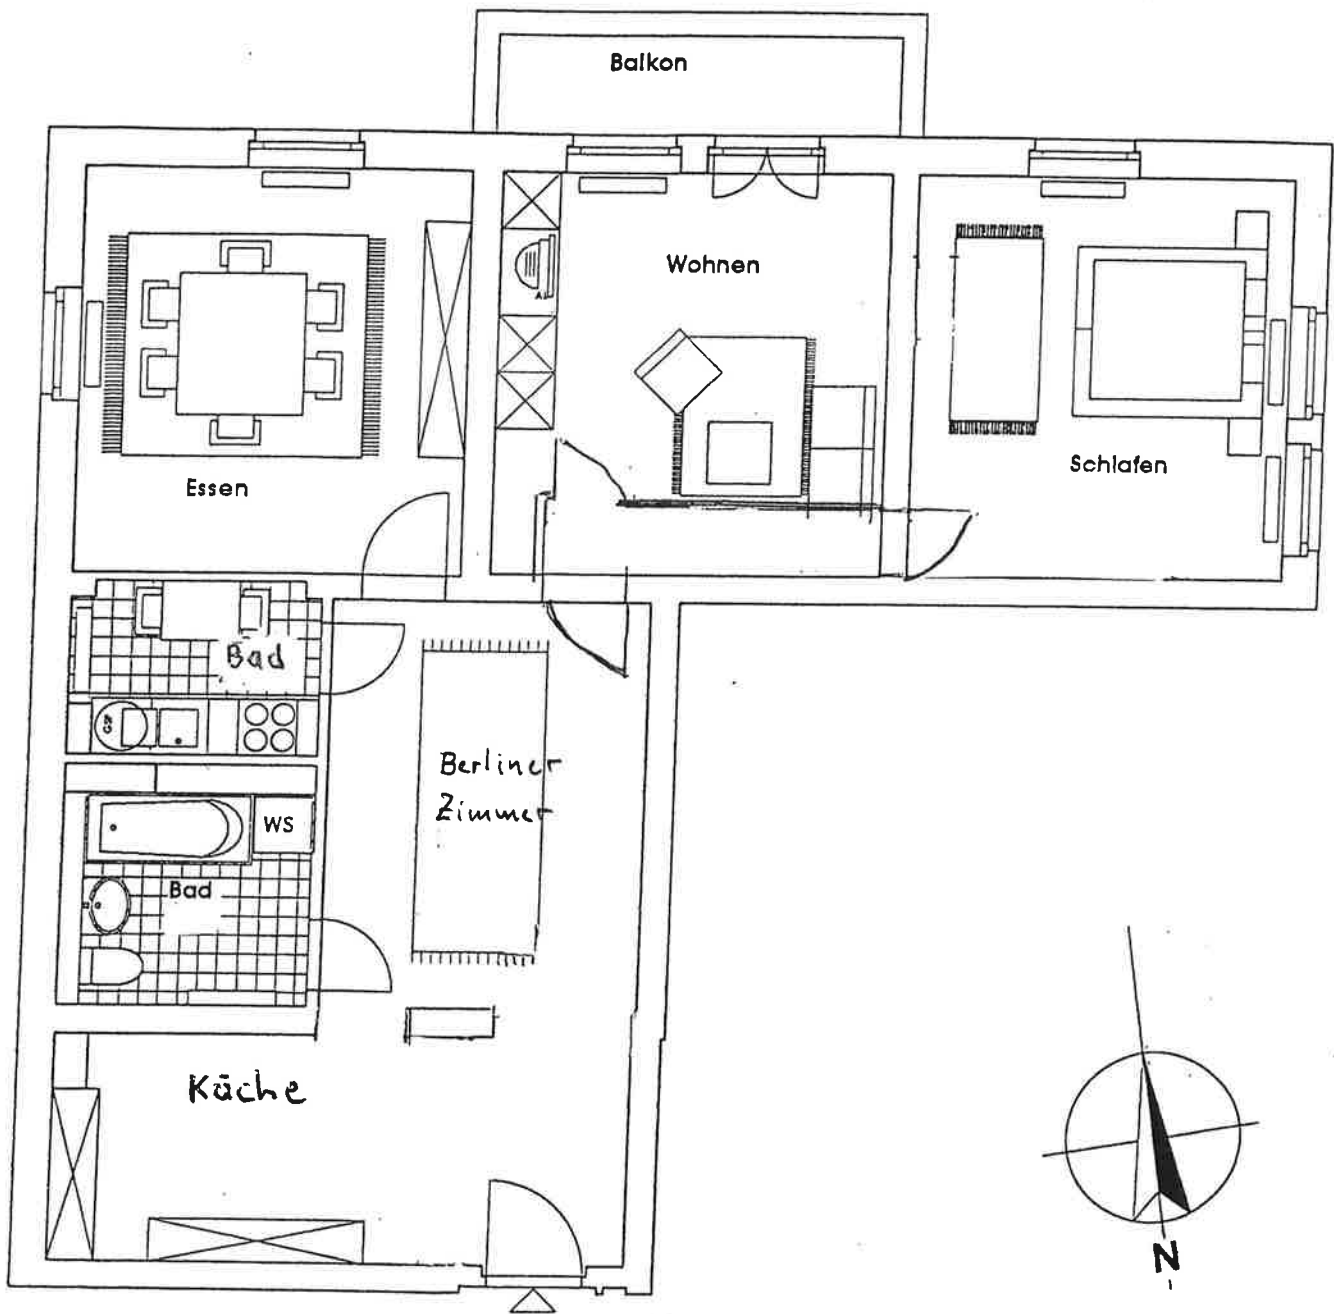 Balkon
Wohnen
Essen
Schlafen
Bad
Berliner
Zimmer
WS
Bad
Küche
N